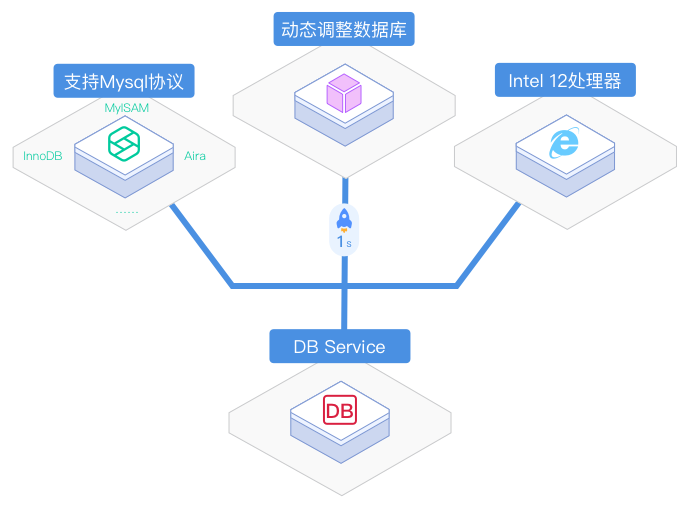 动态调整数据库
支持Mysql协议
Intel 12处理器
MyISAM
InnoDB
Aira
......
1 s
DB Service
DB